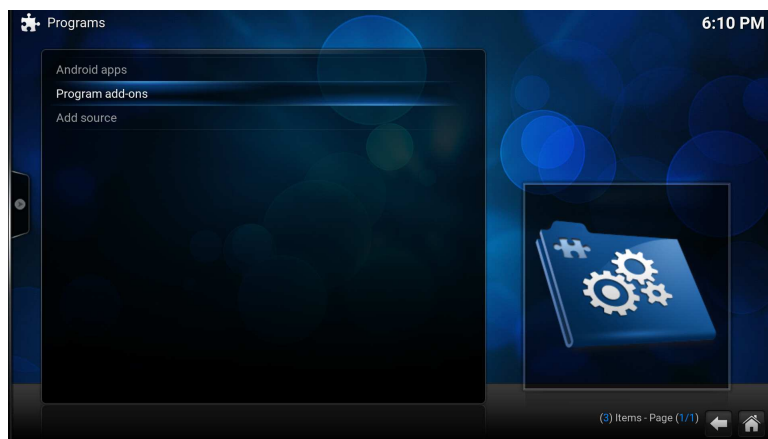 Programs
6:10 PM
Android apps
Program add-ons
Add source
(3) Items - Page (1/1)